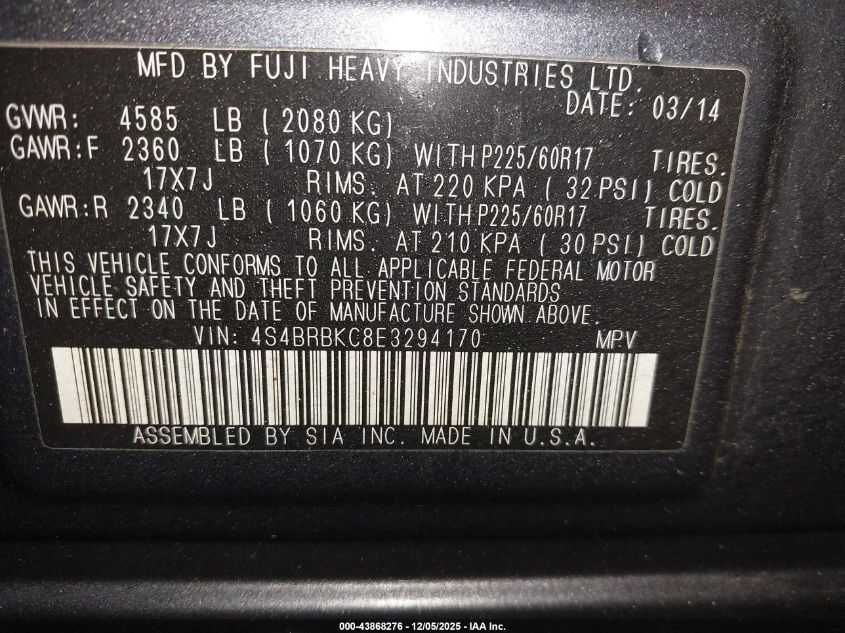 MFD BY FUJI HEAVY INDUSTRIES LTD.
DATE: 03/14
GVWR: 4585 LB ( 2080 KG)
GAWR:F 2360 LB ( 1070 KG) WITH P225/60R17 TIRES.
17X7J RIMS. AT 220 KPA ( 32 PSI) COLD
GAWR:R 2340 LB ( 1060 KG) WITH P225/60R17 TIRES.
17X7J RIMS. AT 210 KPA ( 30 PSI) COLD
THIS VEHICLE CONFORMS TO ALL APPLICABLE FEDERAL MOTOR
VEHICLE SAFETY AND THEFT PREVENTION STANDARDS
IN EFFECT ON THE DATE OF MANUFACTURE SHOWN ABOVE.
VIN: 4S4BRBKC8E3294170 MPV
ASSEMBLED BY SIA INC. MADE IN U.S.A.
000-43868276 - 12/05/2025 - IAA Inc.